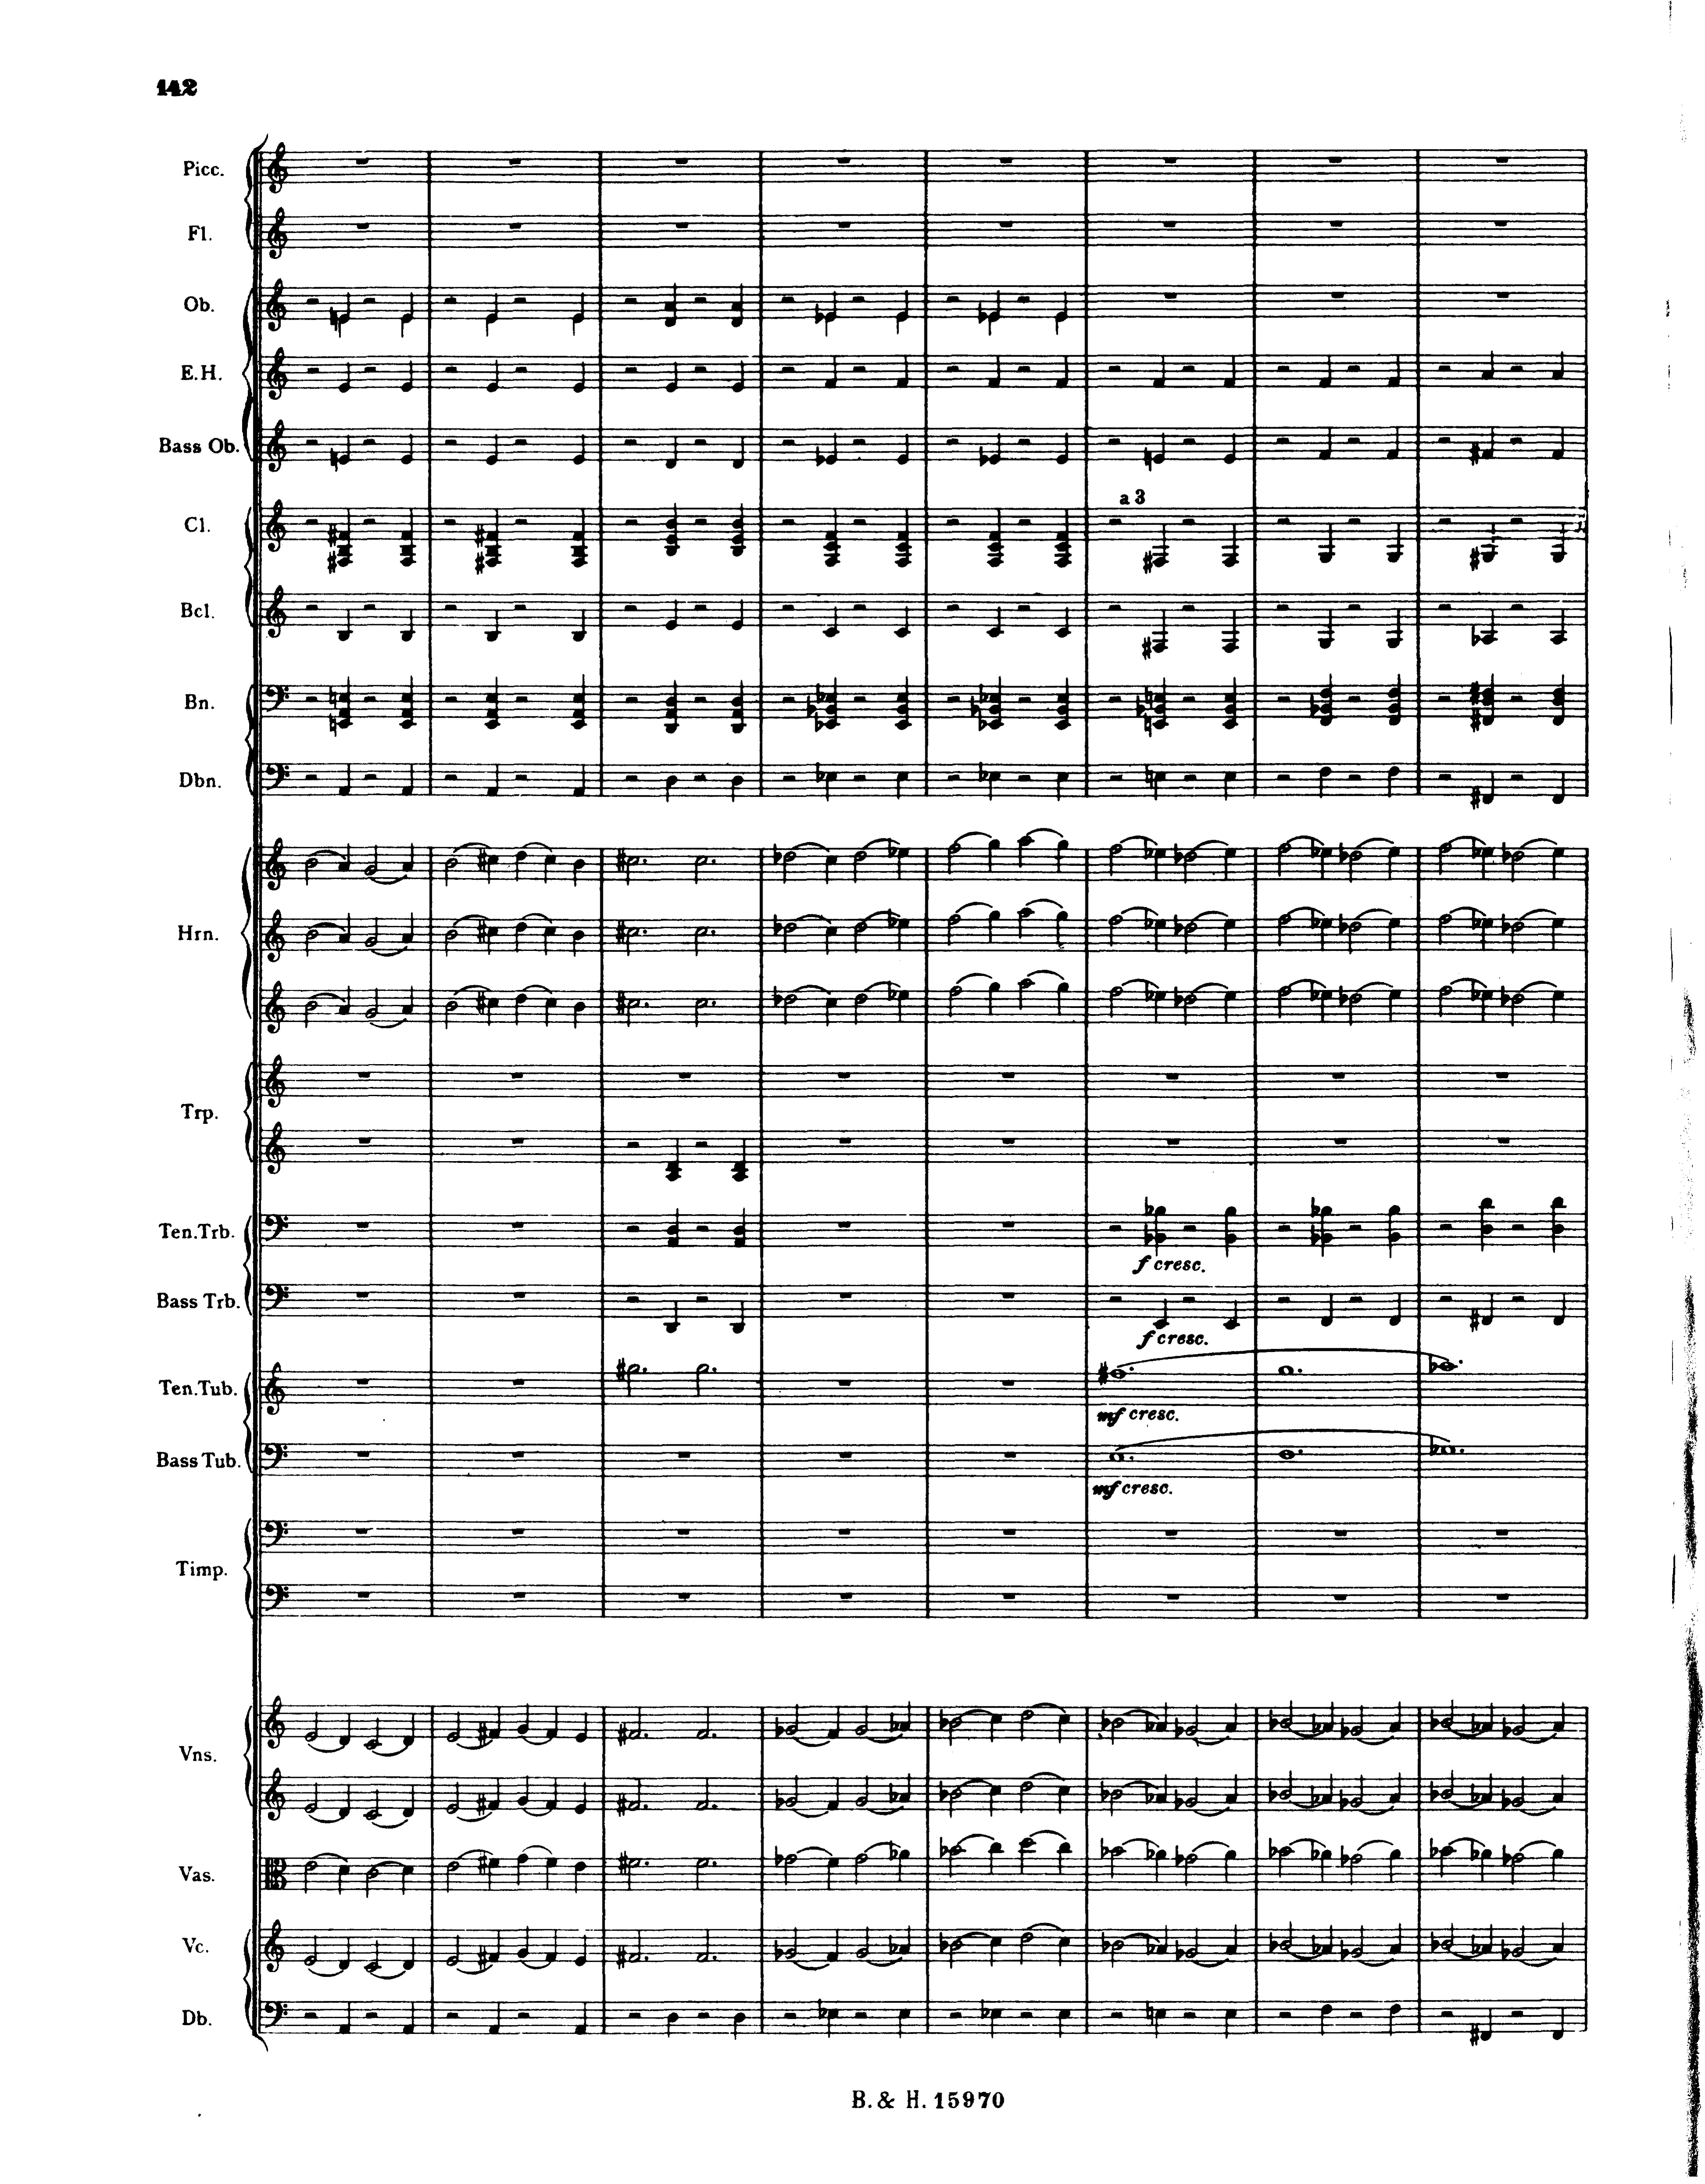 142
Picc.
Fl.
Ob.
E.H.
Bass Ob.
a 3
Cl.
Bcl.
Bn.
Dbn.
Hrn.
Trp.
Ten.Trb.
f cresc.
Bass Trb.
f cresc.
Ten.Tub.
mf cresc.
Bass Tub.
mf cresc.
Timp.
Vns.
Vas.
Vc.
Db.
B. & H. 15970